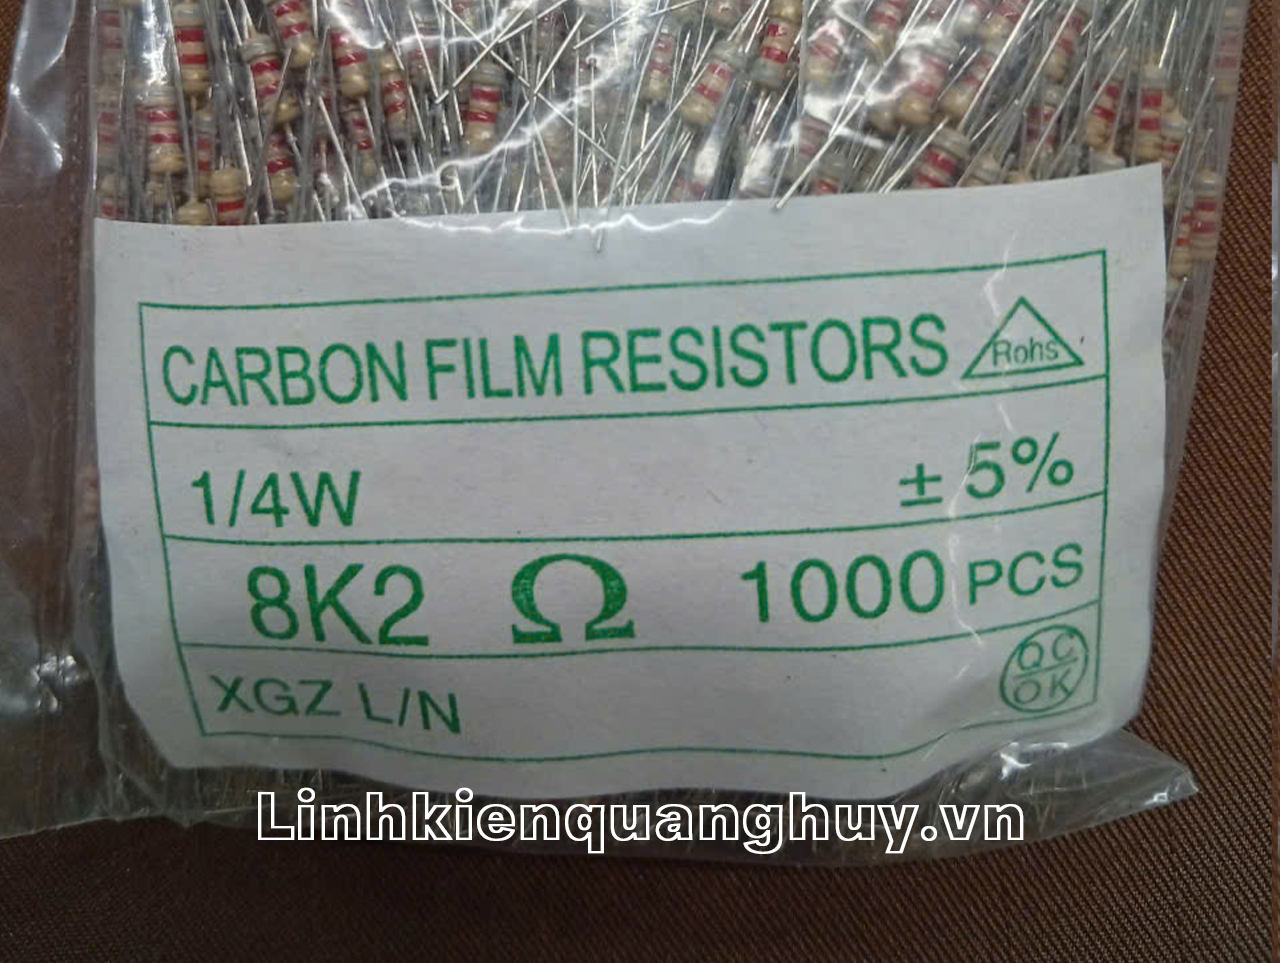 CARBON FILM RESISTORS Rohs
1/4W ± 5%
8K2 Ω 1000 PCS
XGZ L/N
QC
OK
Linhkienquanghuy.vn